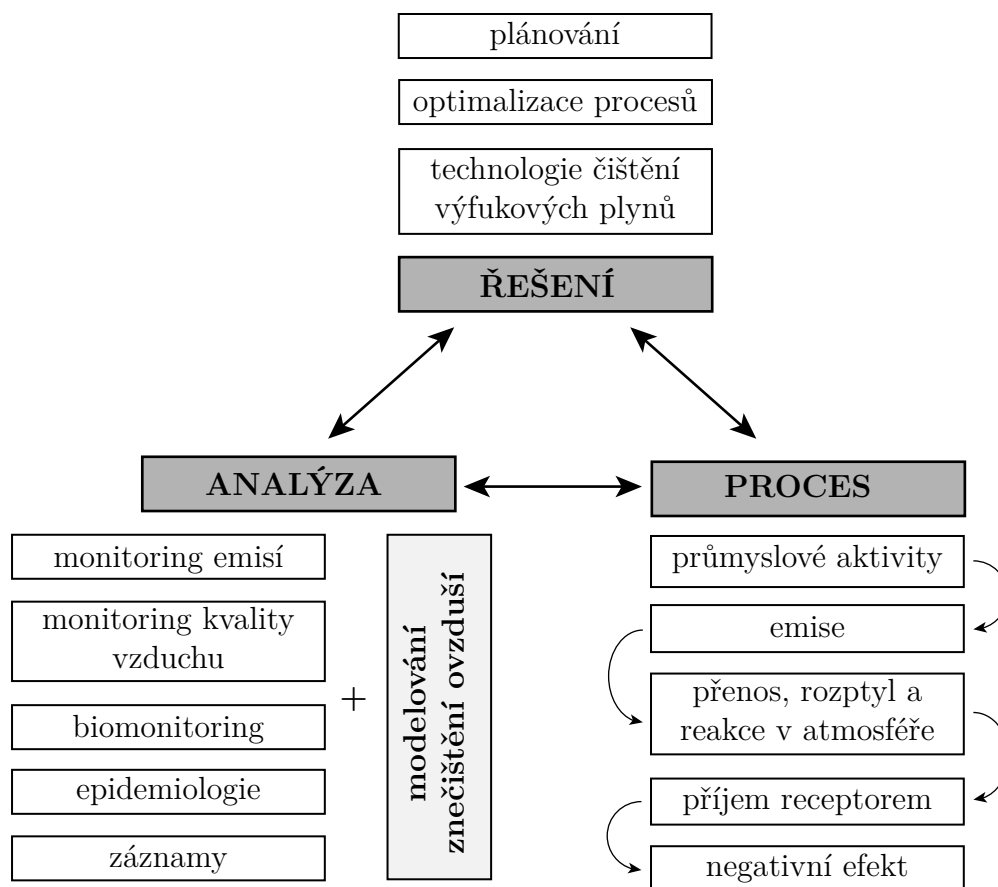 plánování
optimalizace procesů
technologie čištění
výfukových plynů
ŘEŠENÍ
ANALÝZA
PROCES
monitoring emisí
monitoring kvality
vzduchu
biomonitoring
epidemiologie
záznamy
+
modelování
znečištění ovzduší
průmyslové aktivity
emise
přenos, rozptyl a
reakce v atmosféře
příjem receptorem
negativní efekt